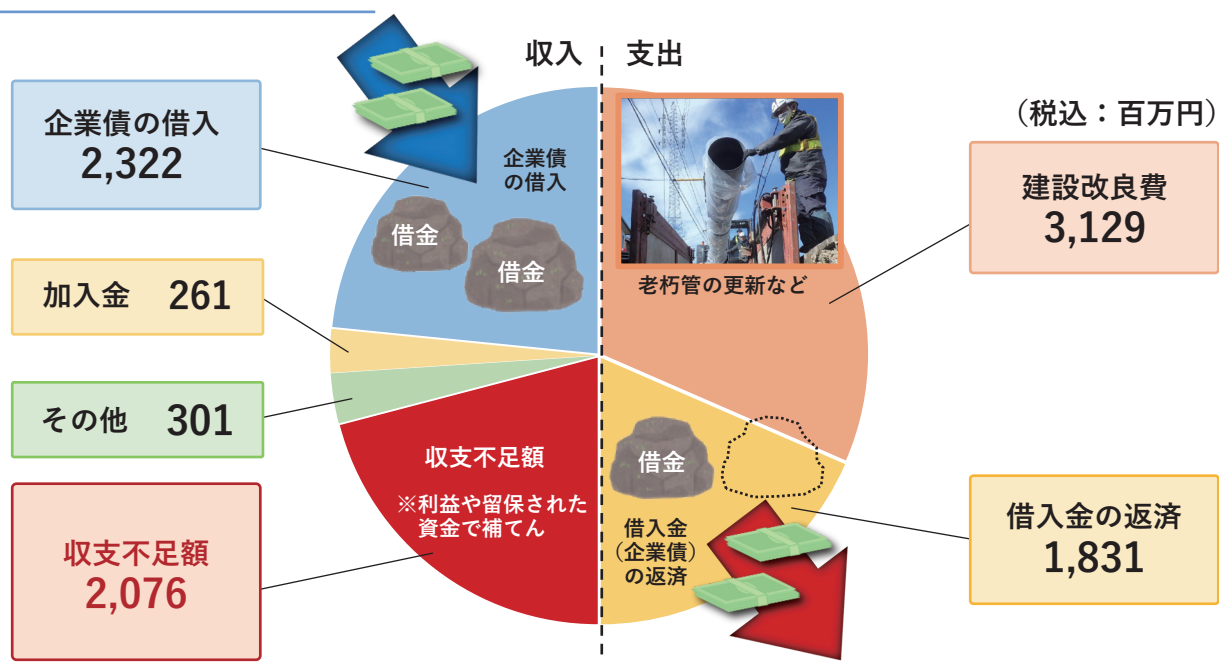 収入
支出
(税込:百万円)
企業債の借入
2,322
加入金 261
その他 301
収支不足額
2,076
企業債
の借入
借金
借金
収支不足額
※利益や留保された
資金で補てん
老朽管の更新など
借金
借入金
(企業債)
の返済
建設改良費
3,129
借入金の返済
1,831